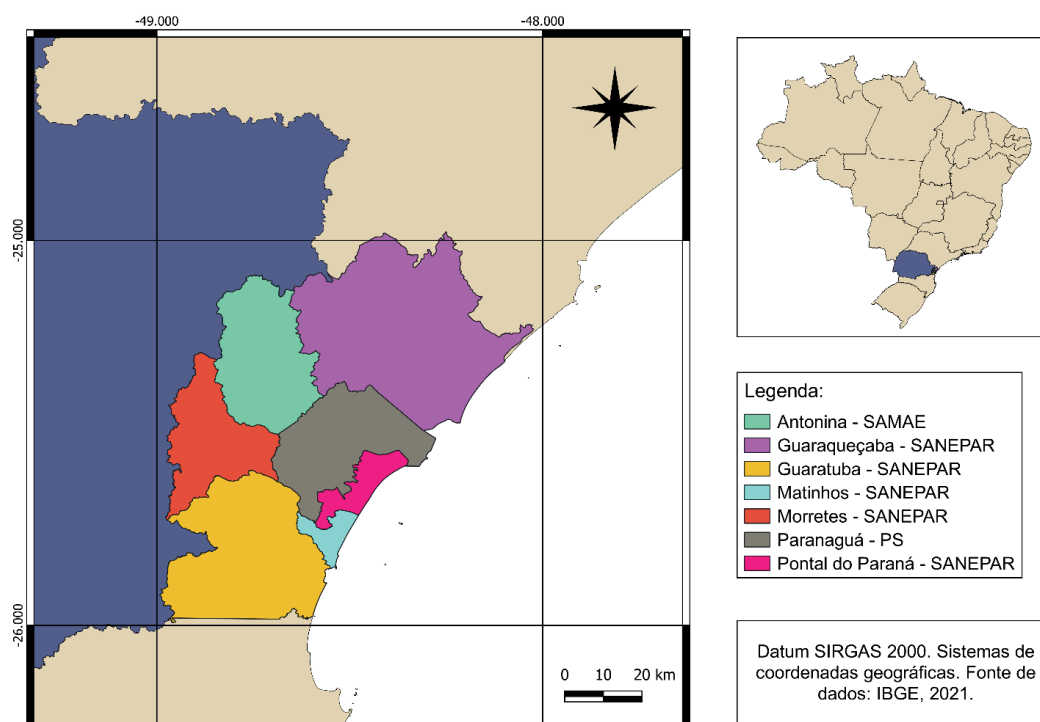 -49.000
-48.000
-25.000
-26.000
0 10 20 km
Legenda:
Antonina - SAMAE
Guaraqueçaba - SANEPAR
Guaratuba - SANEPAR
Matinhos - SANEPAR
Morretes - SANEPAR
Paranaguá - PS
Pontal do Paraná - SANEPAR
Datum SIRGAS 2000. Sistemas de
coordenadas geográficas. Fonte de
dados: IBGE, 2021.